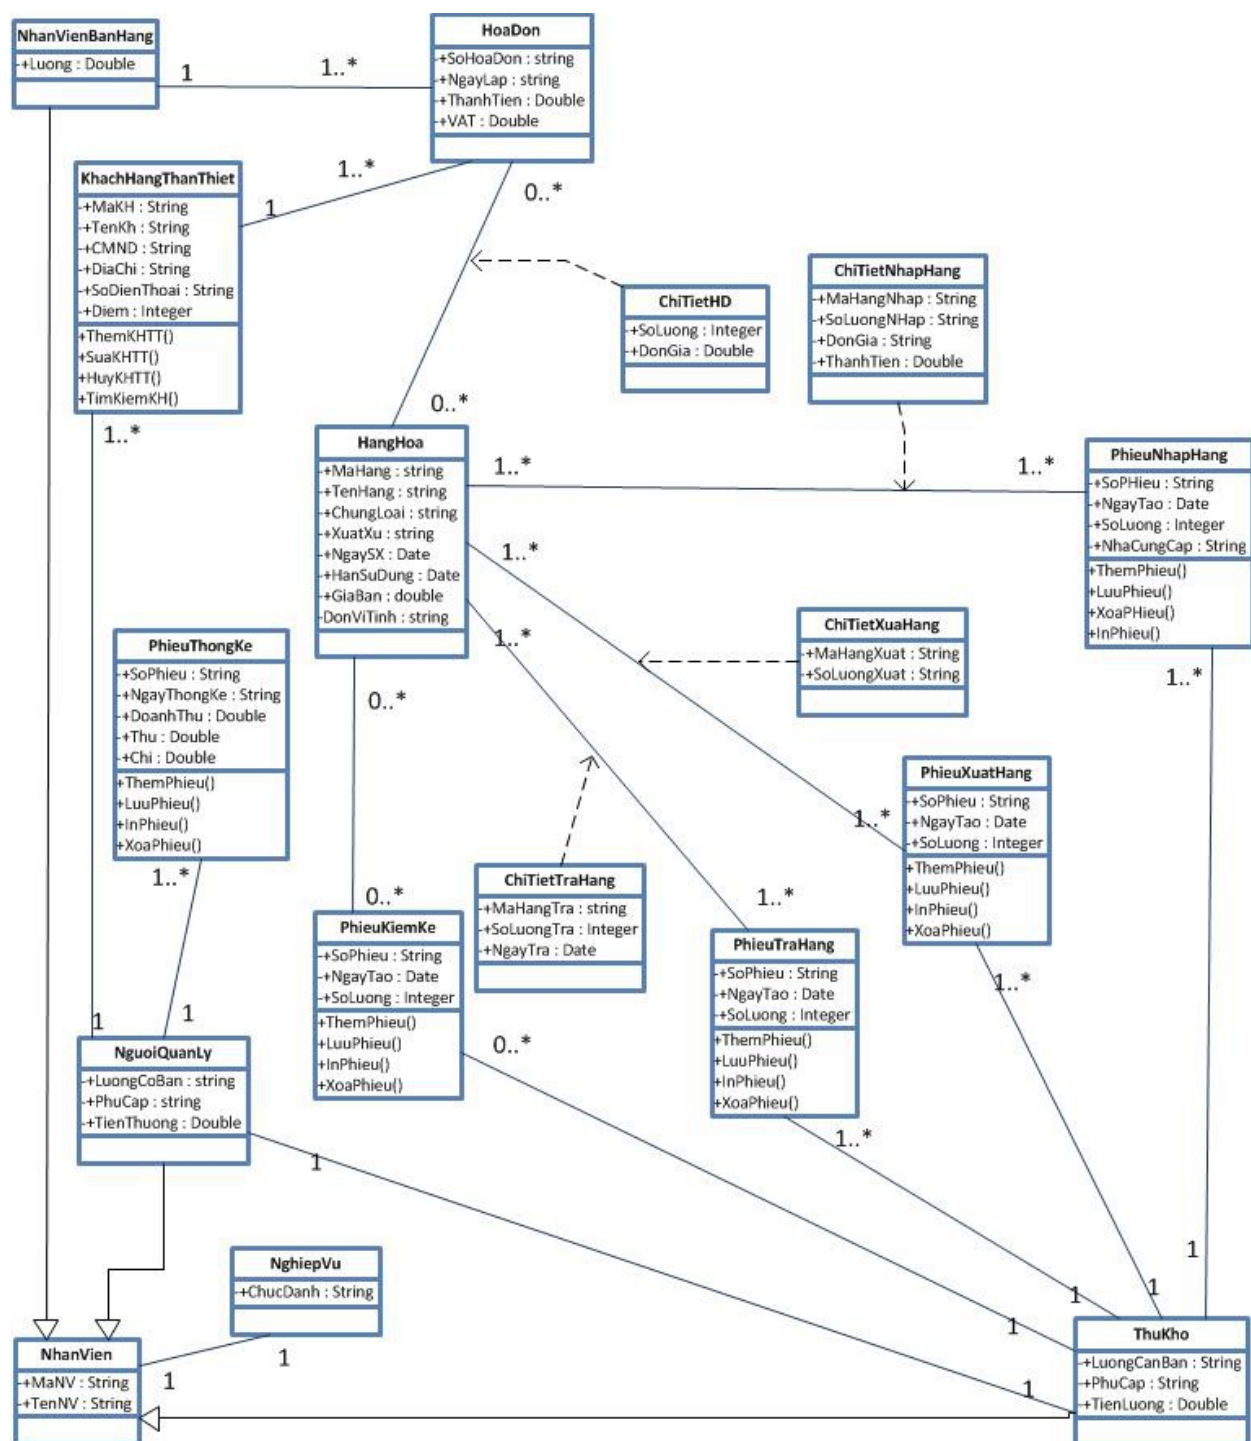 NhanVienBanHang
+Luong : Double
1
1..*
HoaDon
+SoHoaDon : string
+NgayLap : string
+ThanhTien : Double
+VAT : Double
KhachHangThanThiet
+MaKH : String
+TenKh : String
+CMND : String
+DiaChi : String
+SoDienThoai : String
+Diem : Integer
+ThemKHTT()
+SuaKHTT()
+HuyKHTT()
+TimKiemKH()
1..*
1
0..*
1..*
ChiTietHD
+SoLuong : Integer
+DonGia : Double
ChiTietNhapHang
+MaHangNhap : String
+SoLuongNHap : String
+DonGia : String
+ThanhTien : Double
0..*
HangHoa
+MaHang : string
+TenHang : string
+ChungLoai : string
+XuatXu : string
+NgaySX : Date
+HanSuDung : Date
+GiaBan : double
DonViTinh : string
1..*
1..*
1..*
1..*
0..*
PhieuNhapHang
+SoPHieu : String
+NgayTao : Date
+SoLuong : Integer
+NhaCungCap : String
+ThemPhieu()
+LuuPhieu()
+XoaPHieu()
+InPhieu()
1..*
PhieuThongKe
+SoPhieu : String
+NgayThongKe : String
+DoanhThu : Double
+Thu : Double
+Chi : Double
+ThemPhieu()
+LuuPhieu()
+InPhieu()
+XoaPhieu()
1..*
1
1
ChiTietXuaHang
+MaHangXuat : String
+SoLuongXuat : String
PhieuXuatHang
+SoPhieu : String
+NgayTao : Date
+SoLuong : Integer
+ThemPhieu()
+LuuPhieu()
+InPhieu()
+XoaPhieu()
1..*
1..*
ChiTietTraHang
+MaHangTra : string
+SoLuongTra : Integer
+NgayTra : Date
0..*
PhieuKiemKe
+SoPhieu : String
+NgayTao : Date
+SoLuong : Integer
+ThemPhieu()
+LuuPhieu()
+InPhieu()
+XoaPhieu()
0..*
1..*
PhieuTraHang
+SoPhieu : String
+NgayTao : Date
+SoLuong : Integer
+ThemPhieu()
+LuuPhieu()
+InPhieu()
+XoaPhieu()
1..*
NguoiQuanLy
+LuongCoBan : string
+PhuCap : string
+TienThuong : Double
1
NghiepVu
+ChucDanh : String
1
1
NhanVien
+MaNV : String
+TenNV : String
1
1
1
1
1
ThuKho
+LuongCanBan : String
+PhuCap : String
+TienLuong : Double